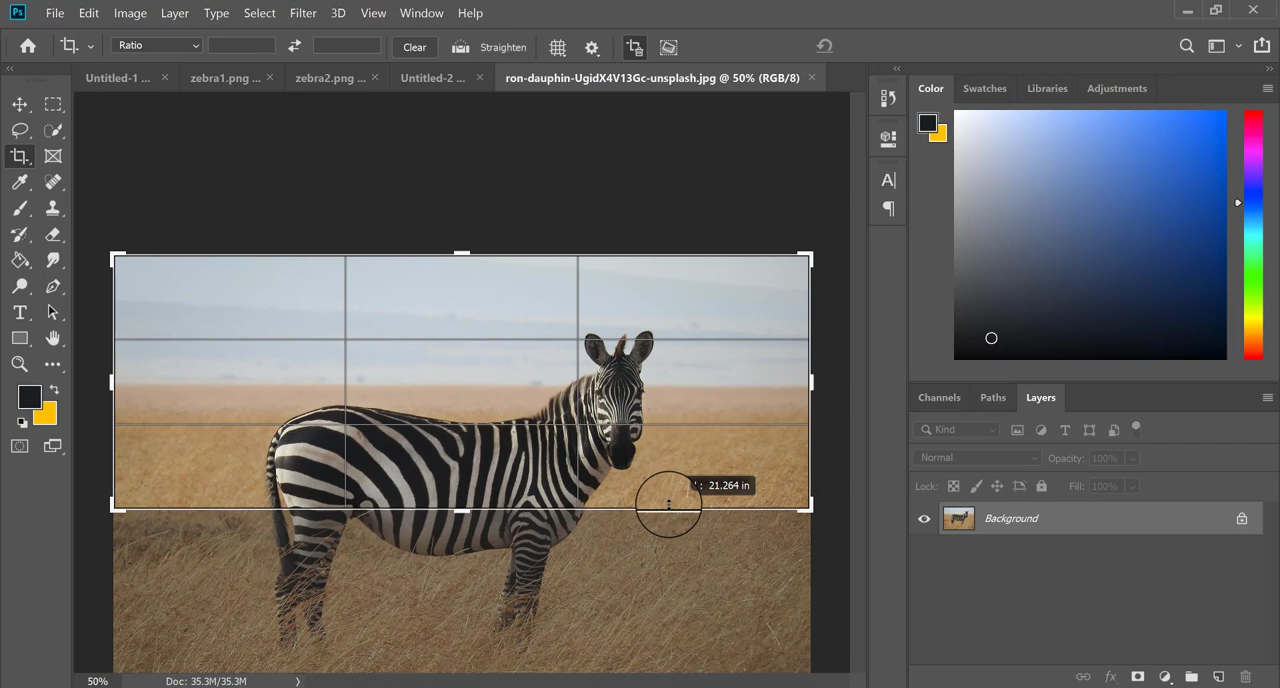 Ps File Edit Image Layer Type Select Filter 3D View Window Help
Ratio Clear Straighten
Untitled-1 ... × zebra1.png ... × zebra2.png ... × Untitled-2 ... × ron-dauphin-UgidX4V13Gc-unsplash.jpg @ 50% (RGB/8) ×
Color Swatches Libraries Adjustments
21.264 in
Channels Paths Layers
Kind
Normal Opacity: 100%
Lock: Fill: 100%
Background
fx
50% Doc: 35.3M/35.3M